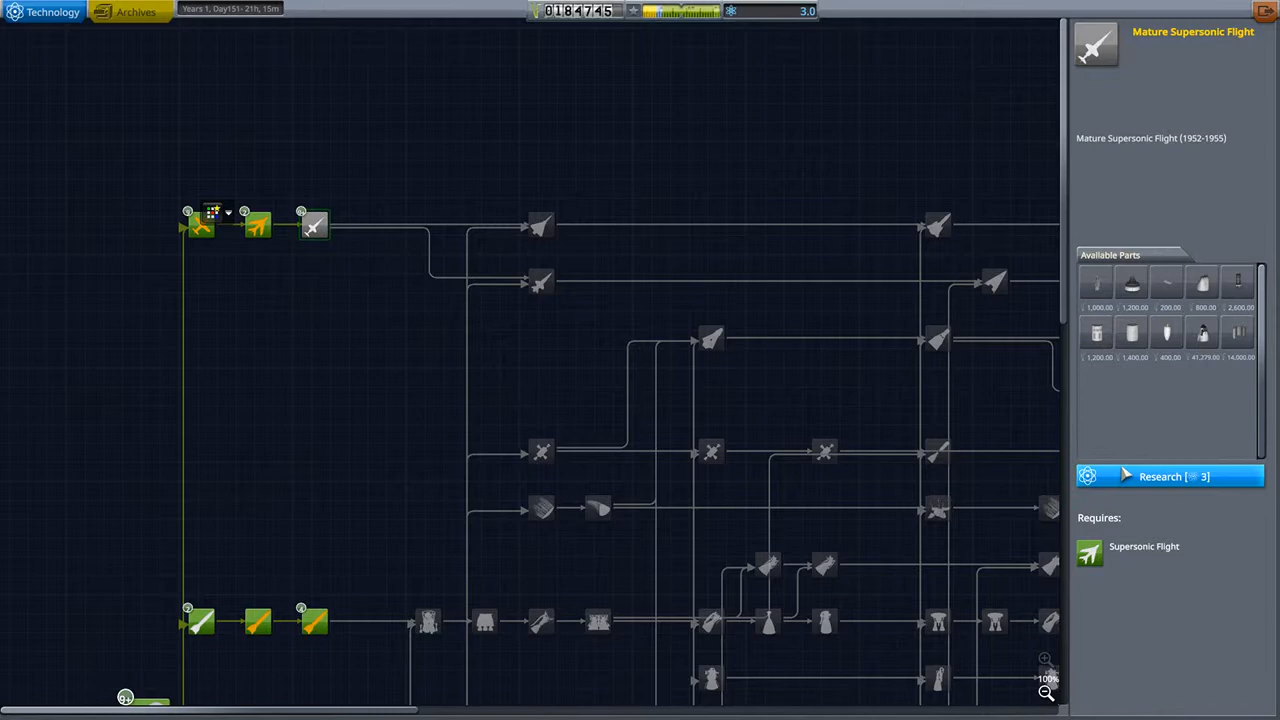 Technology
Archives
Years 1, Day151- 21h, 15m
0184745
3.0
Mature Supersonic Flight
Mature Supersonic Flight (1952-1955)
Available Parts
1,000.00 1,200.00 200.00 800.00 2,600.00
1,200.00 1,400.00 400.00 41,279.00 14,000.00
Research [3]
Requires:
Supersonic Flight
100%
9+